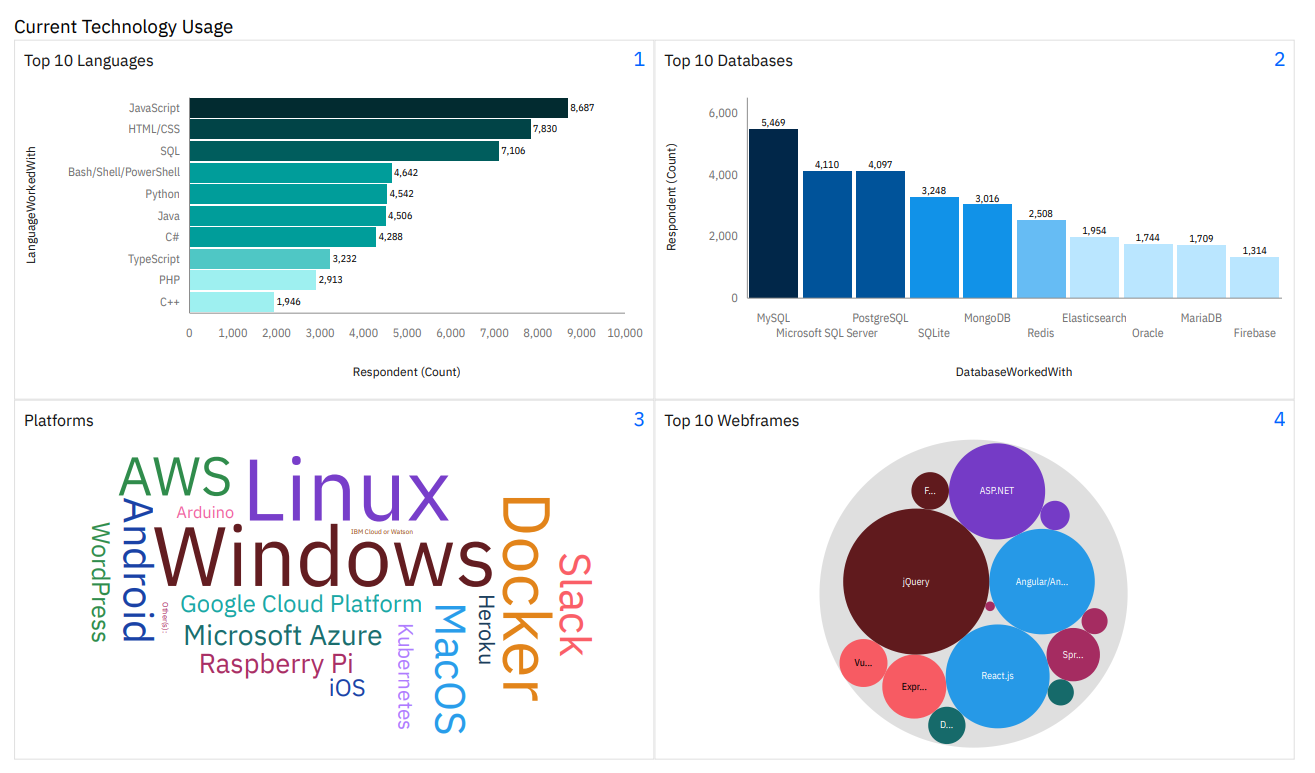 Current Technology Usage
Top 10 Languages
1
LanguageWorkedWith
JavaScript
8,687
HTML/CSS
7,830
SQL
7,106
Bash/Shell/PowerShell
4,642
Python
4,542
Java
4,506
C#
4,288
TypeScript
3,232
PHP
2,913
C++
1,946
0 1,000 2,000 3,000 4,000 5,000 6,000 7,000 8,000 9,000 10,000
Respondent (Count)
Top 10 Databases
2
Respondent (Count)
6,000
4,000
2,000
0
5,469
4,110
4,097
3,248
3,016
2,508
1,954
1,744
1,709
1,314
MySQL
Microsoft SQL Server
PostgreSQL
SQLite
MongoDB
Redis
Elasticsearch
Oracle
MariaDB
Firebase
DatabaseWorkedWith
Platforms
3
AWS
Linux
Arduino
IBM Cloud or Watson
Windows
WordPress
Android
Other(s):
Docker
Slack
Google Cloud Platform
Microsoft Azure
Raspberry Pi
iOS
Kubernetes
MacOS
Heroku
Top 10 Webframes
4
F...
ASP.NET
jQuery
Angular/An...
Vu...
Expr...
React.js
Spr...
D...